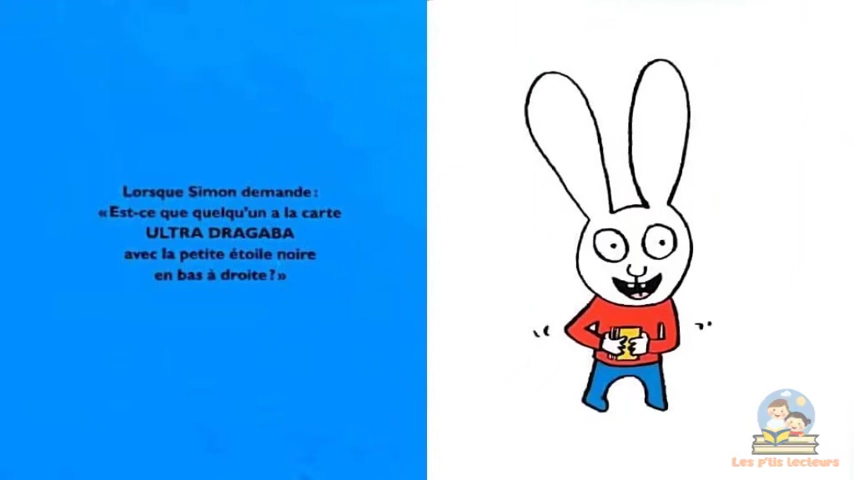 Lorsque Simon demande :
« Est-ce que quelqu'un a la carte
ULTRA DRAGABA
avec la petite étoile noire
en bas à droite ? »
Les p'tis lecteurs